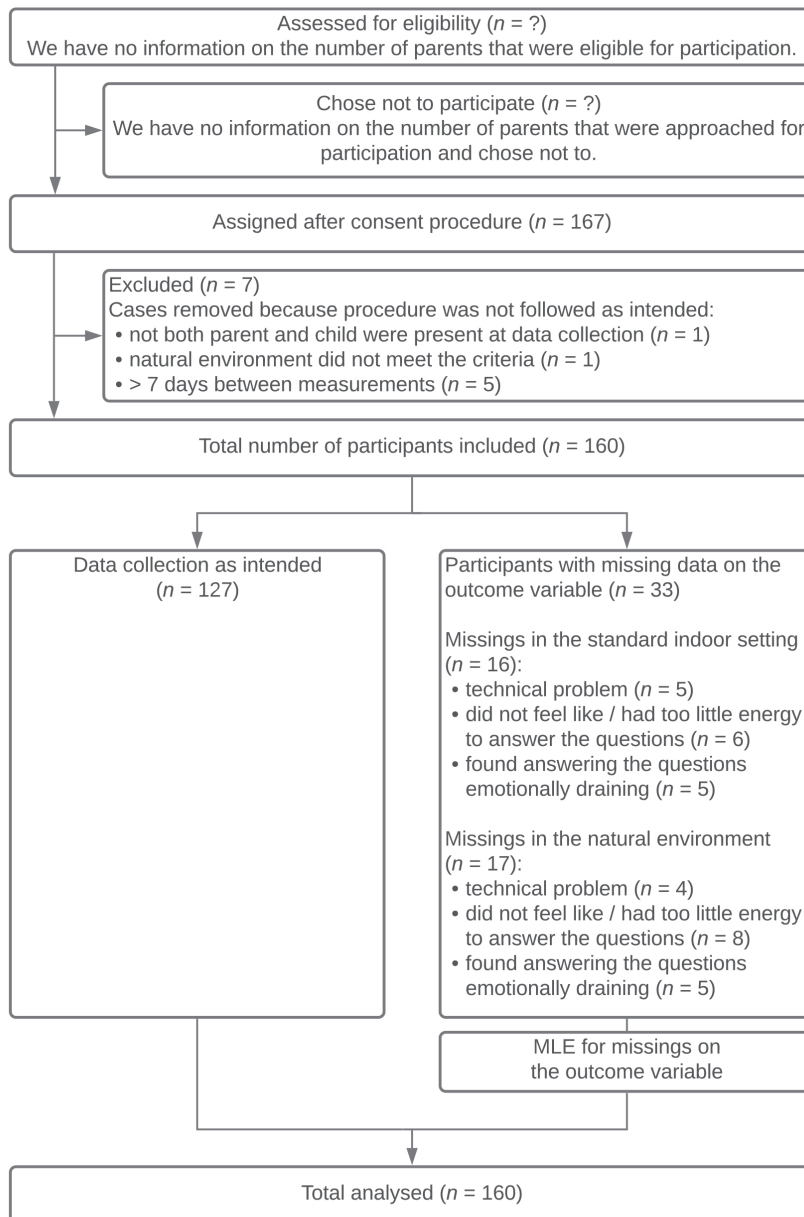 Assessed for eligibility (n = ?)
We have no information on the number of parents that were eligible for participation.
Chose not to participate (n = ?)
We have no information on the number of parents that were approached for
participation and chose not to.
Assigned after consent procedure (n = 167)
Excluded (n = 7)
Cases removed because procedure was not followed as intended:
• not both parent and child were present at data collection (n = 1)
• natural environment did not meet the criteria (n = 1)
• > 7 days between measurements (n = 5)
Total number of participants included (n = 160)
Data collection as intended
(n = 127)
Participants with missing data on the
outcome variable (n = 33)
Missings in the standard indoor setting
(n = 16):
• technical problem (n = 5)
• did not feel like / had too little energy
to answer the questions (n = 6)
• found answering the questions
emotionally draining (n = 5)
Missings in the natural environment
(n = 17):
• technical problem (n = 4)
• did not feel like / had too little energy
to answer the questions (n = 8)
• found answering the questions
emotionally draining (n = 5)
MLE for missings on
the outcome variable
Total analysed (n = 160)